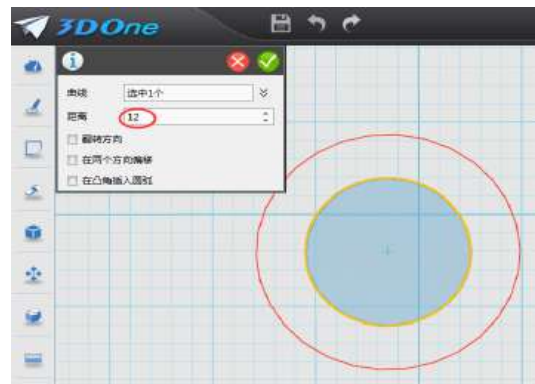 3DOne
曲线 选中1个
距离 12
翻转方向
在两个方向偏移
在凸角插入圆弧